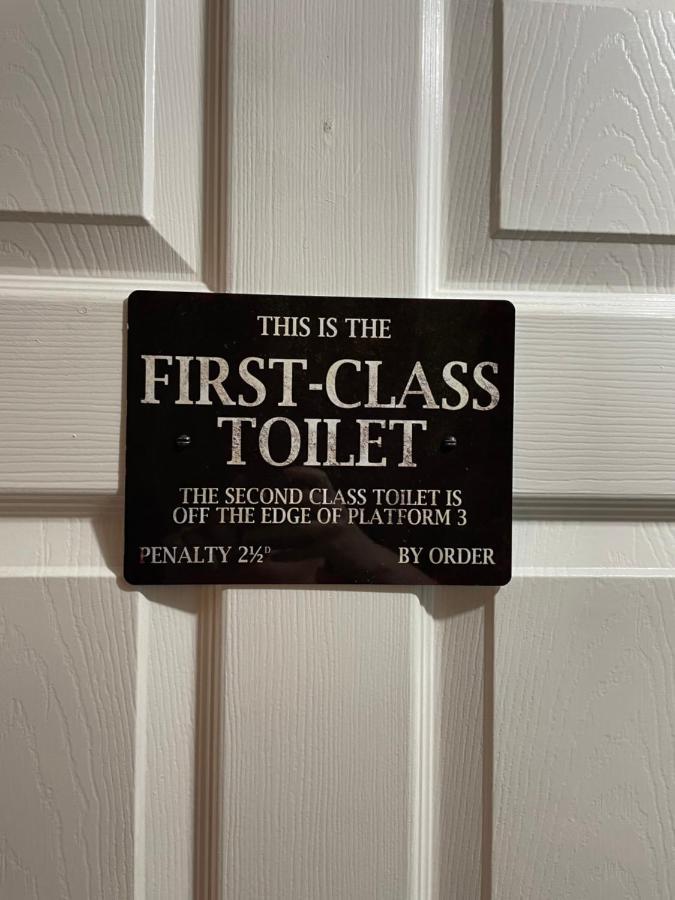 THIS IS THE
FIRST-CLASS
TOILET
THE SECOND CLASS TOILET IS
OFF THE EDGE OF PLATFORM 3
PENALTY 2½ᴰ BY ORDER